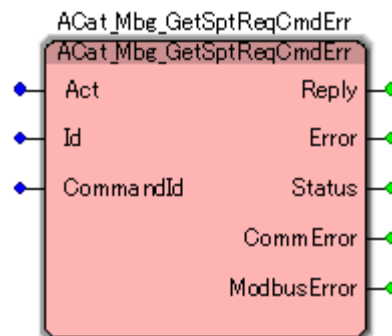 ACat_Mbg_GetSptReqCmdErr
ACat_Mbg_GetSptReqCmdErr
Act Reply
Id Error
CommandId Status
CommError
ModbusError